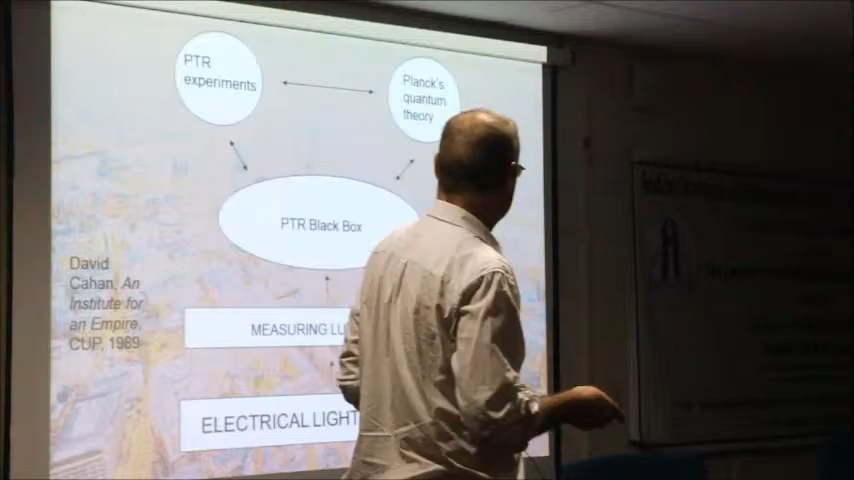 PTR
experiments
Planck's
quantum
theory
PTR Black Box
David
Cahan, An
Institute for
an Empire,
CUP, 1989
MEASURING LU
ELECTRICAL LIGHT